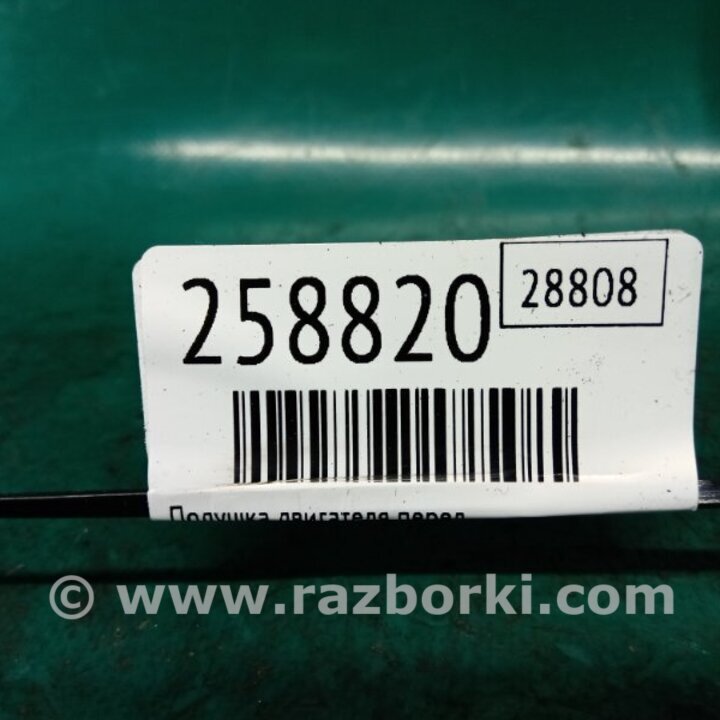 258820
28808
Подушка двигателя перед
© www.razborki.com